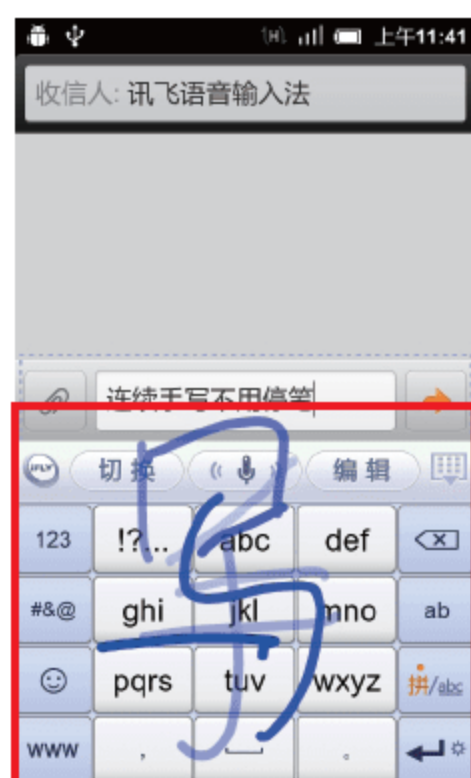 上午11:41
收信人: 讯飞语音输入法
连续手写不用停笔
iFLY 切换 编辑
123 !?... abc def
#&@ ghi jkl mno ab
pqrs tuv wxyz 拼/abc
www , 。